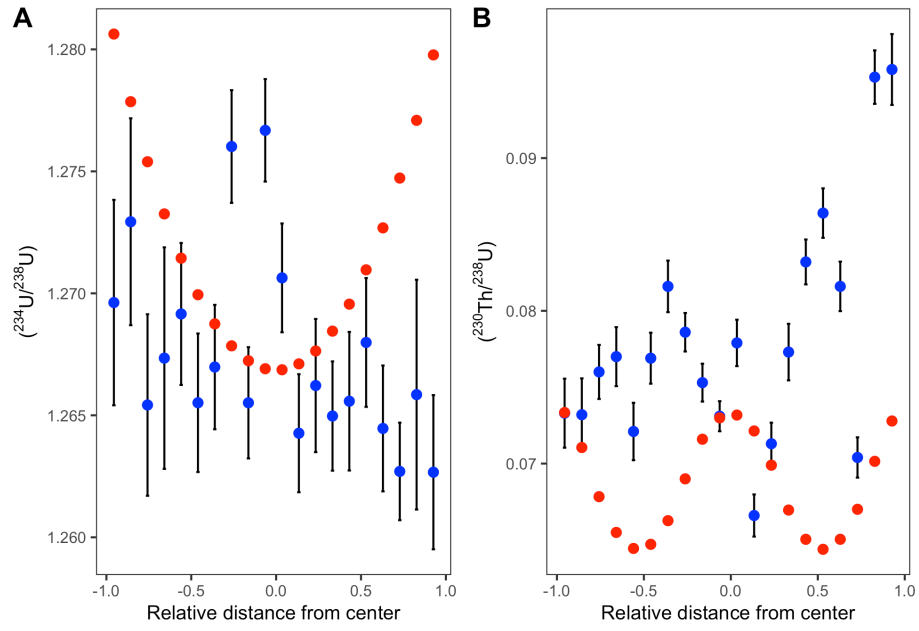 A
B
(²³⁴U/²³⁸U)
1.280
1.275
1.270
1.265
1.260
-1.0 -0.5 0.0 0.5 1.0
Relative distance from center
(²³⁰Th/²³⁸U)
0.09
0.08
0.07
-1.0 -0.5 0.0 0.5 1.0
Relative distance from center